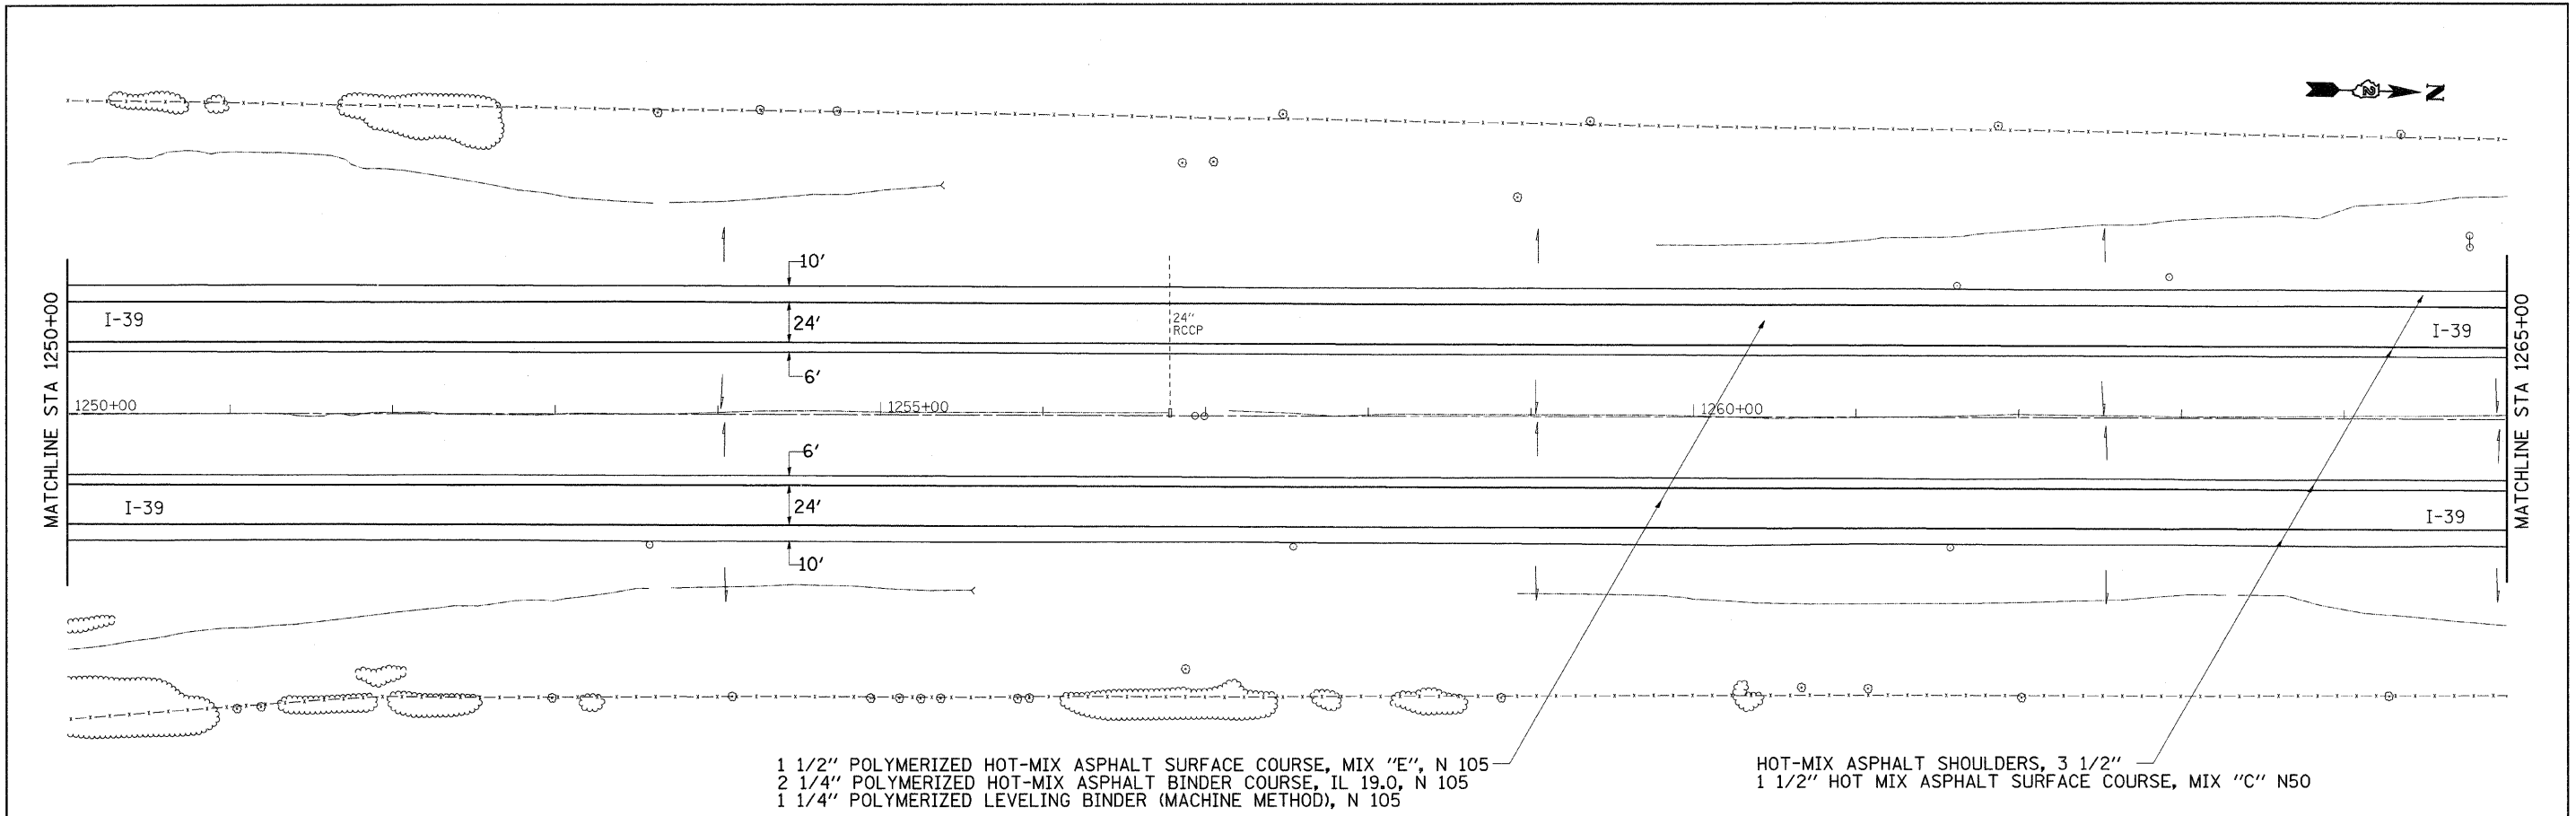 N
10'
MATCHLINE STA 1250+00
I-39
24'
24"
RCCP
I-39
MATCHLINE STA 1265+00
6'
1250+00
1255+00
1260+00
6'
I-39
24'
I-39
10'
1 1/2" POLYMERIZED HOT-MIX ASPHALT SURFACE COURSE, MIX "E", N 105
2 1/4" POLYMERIZED HOT-MIX ASPHALT BINDER COURSE, IL 19.0, N 105
1 1/4" POLYMERIZED LEVELING BINDER (MACHINE METHOD), N 105
HOT-MIX ASPHALT SHOULDERS, 3 1/2"
1 1/2" HOT MIX ASPHALT SURFACE COURSE, MIX "C" N50